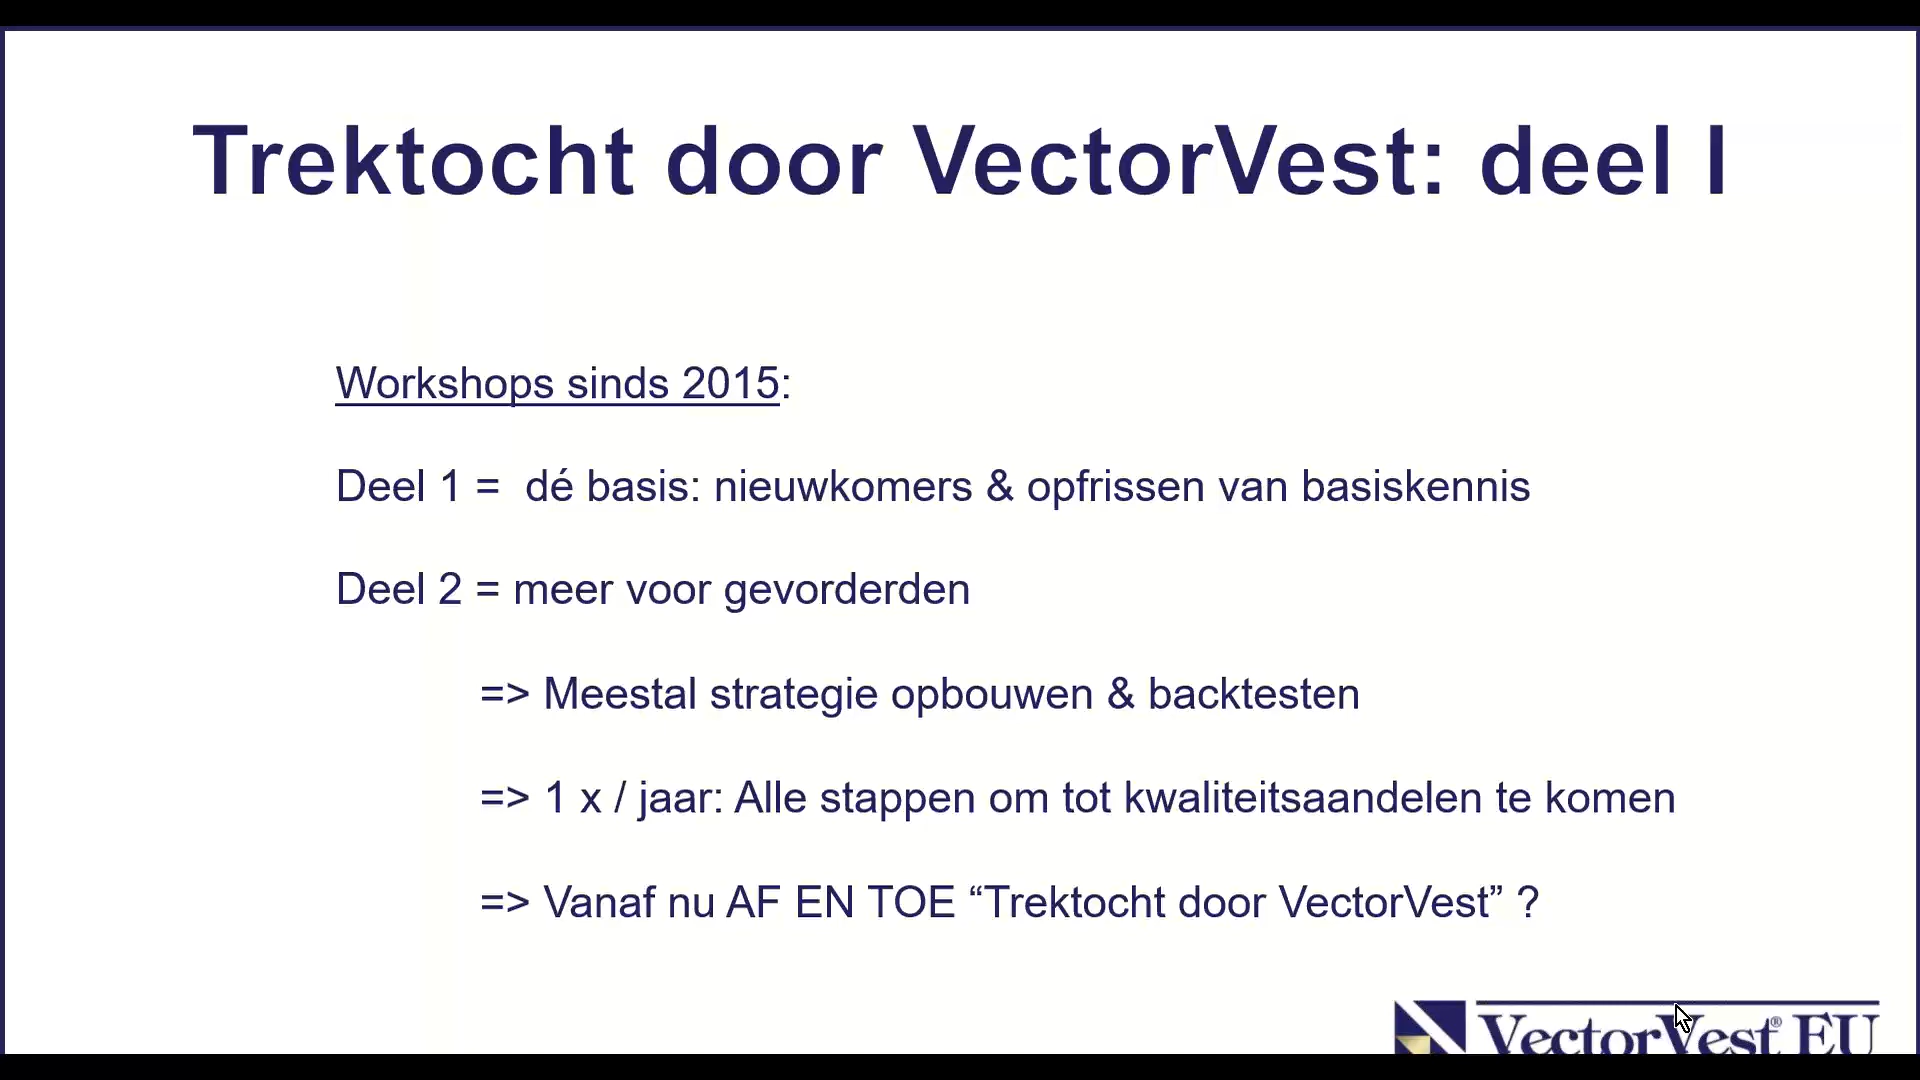 Trektocht door VectorVest: deel I
Workshops sinds 2015:
Deel 1 = dé basis: nieuwkomers & opfrissen van basiskennis
Deel 2 = meer voor gevorderden
=> Meestal strategie opbouwen & backtesten
=> 1 x / jaar: Alle stappen om tot kwaliteitsaandelen te komen
=> Vanaf nu AF EN TOE “Trektocht door VectorVest” ?
VectorVest® EU